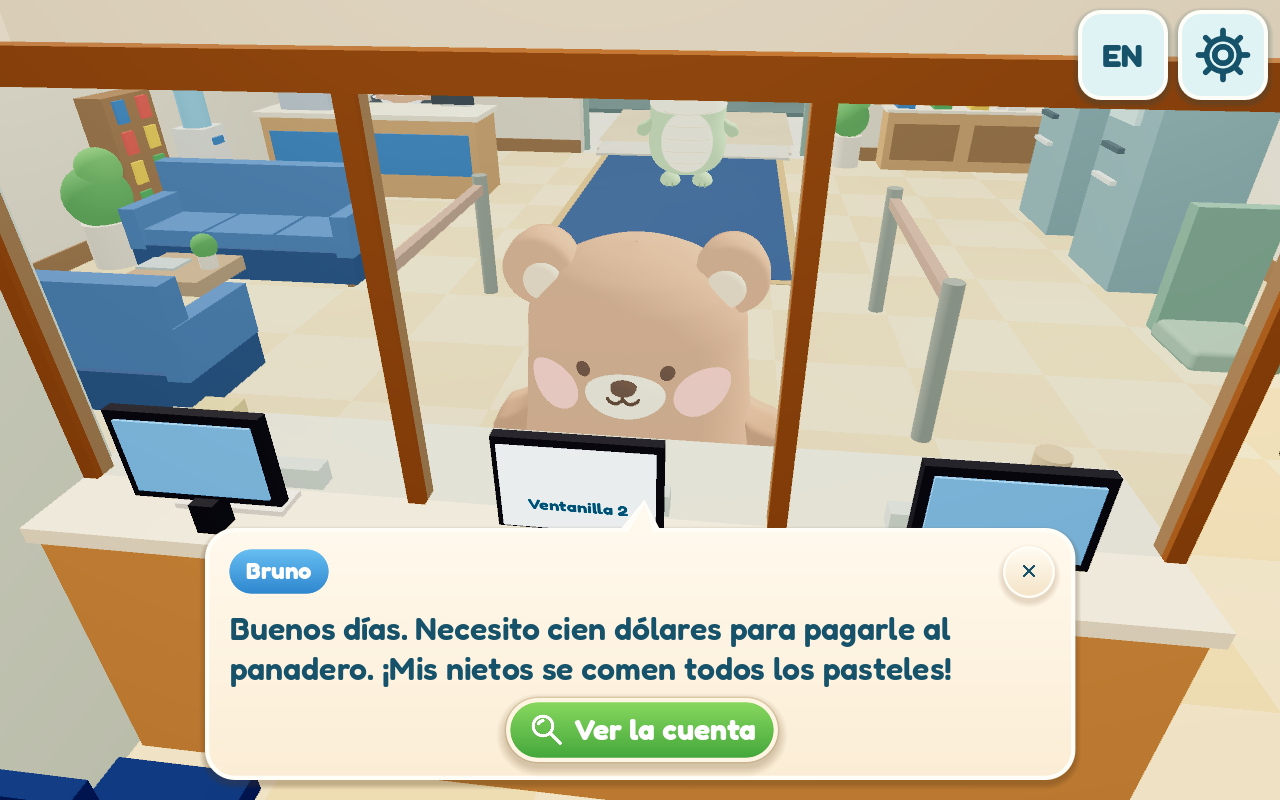 EN
Ventanilla 2
Bruno
Buenos días. Necesito cien dólares para pagarle al
panadero. ¡Mis nietos se comen todos los pasteles!
Ver la cuenta